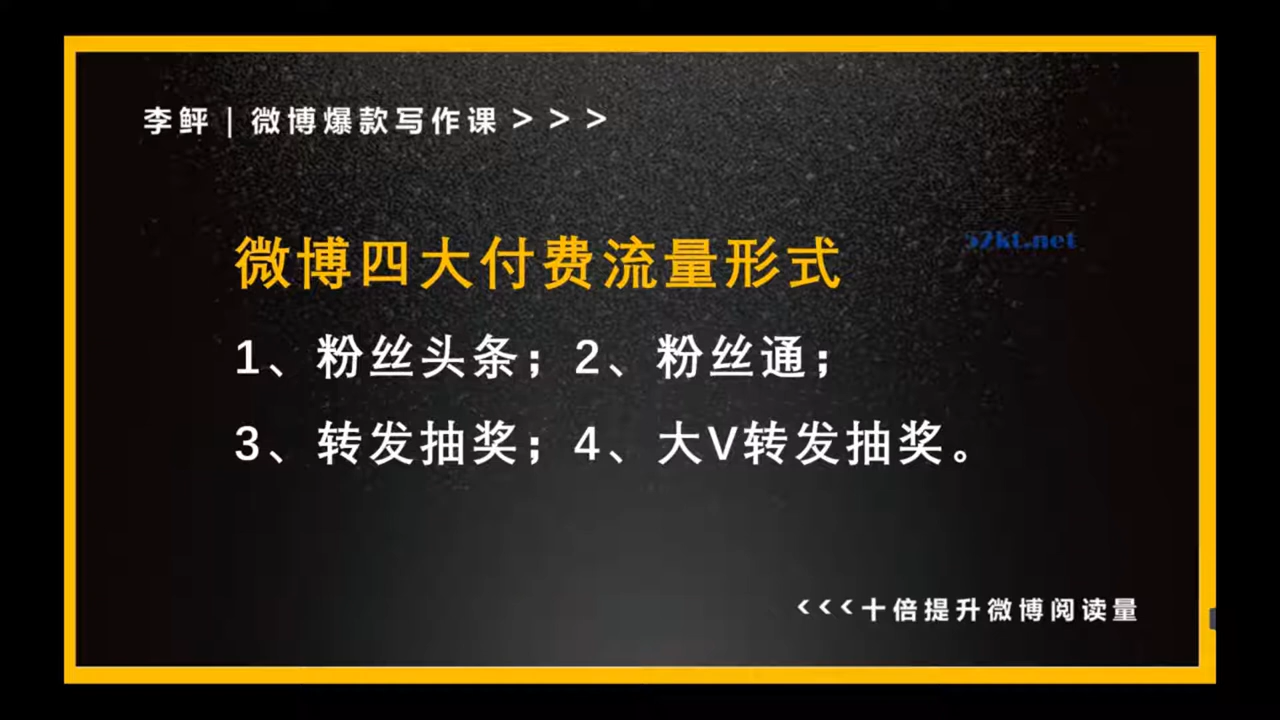 李鲆｜微博爆款写作课>>>
微博四大付费流量形式
52kt.net
1、粉丝头条；2、粉丝通；
3、转发抽奖；4、大V转发抽奖。
<<<十倍提升微博阅读量